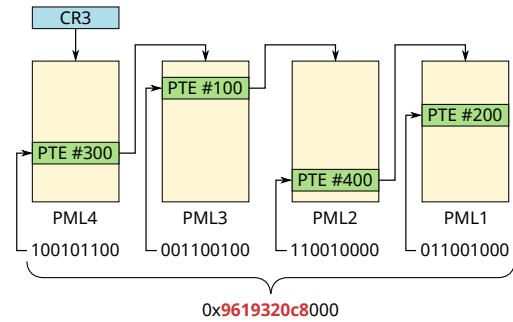 CR3
PTE #100
PTE #200
PTE #300
PTE #400
PML4 PML3 PML2 PML1
100101100 001100100 110010000 011001000
0x9619320c8000